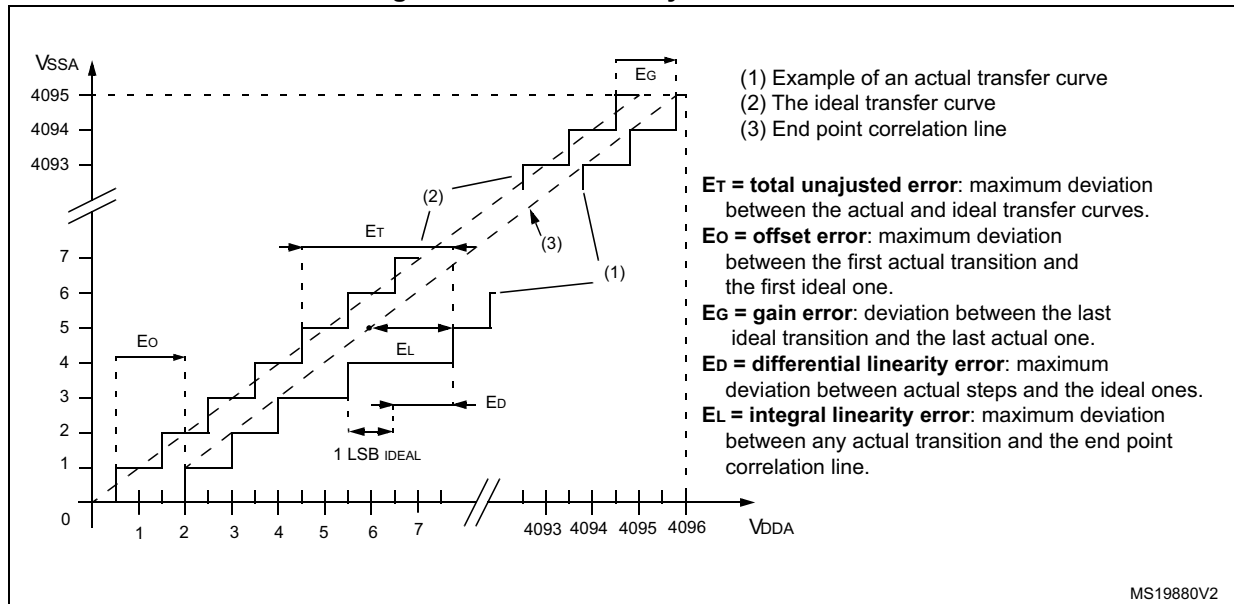 VSSA
4095
4094
4093
7
6
5
4
3
2
1
0
1 2 3 4 5 6 7 4093 4094 4095 4096
VDDA
EO
ET
EL
ED
1 LSB IDEAL
EG
(2)
(3)
(1)
(1) Example of an actual transfer curve
(2) The ideal transfer curve
(3) End point correlation line
ET = total unajusted error: maximum deviation
between the actual and ideal transfer curves.
EO = offset error: maximum deviation
between the first actual transition and
the first ideal one.
EG = gain error: deviation between the last
ideal transition and the last actual one.
ED = differential linearity error: maximum
deviation between actual steps and the ideal ones.
EL = integral linearity error: maximum deviation
between any actual transition and the end point
correlation line.
MS19880V2